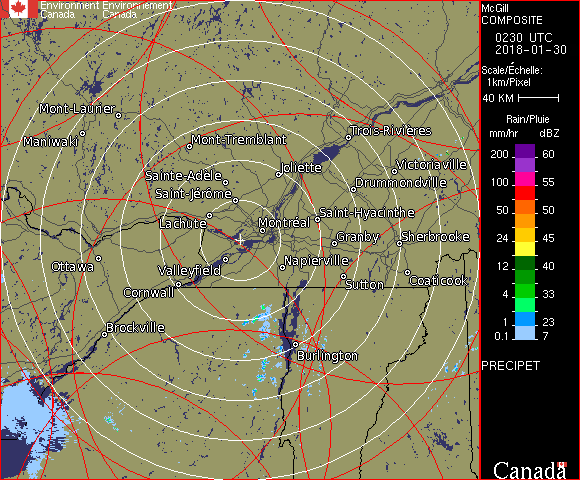 Environment Environnement
Canada Canada
McGill
COMPOSITE
0230 UTC
2018-01-30
Scale/Échelle:
1km/Pixel
40 KM
Rain/Pluie
mm/hr dBZ
200 60
100 55
50 50
24 45
12 40
4 33
1 23
0.1 7
PRECIPET
Canada
Mont-Laurier
Maniwaki
Mont-Tremblant
Trois-Rivières
Joliette
Victoriaville
Sainte-Adèle
Drummondville
Saint-Jérôme
Saint-Hyacinthe
Lachute
Montréal
Granby
Sherbrooke
Ottawa
Valleyfield
Napierville
Cornwall
Sutton
Coaticook
Brockville
Burlington